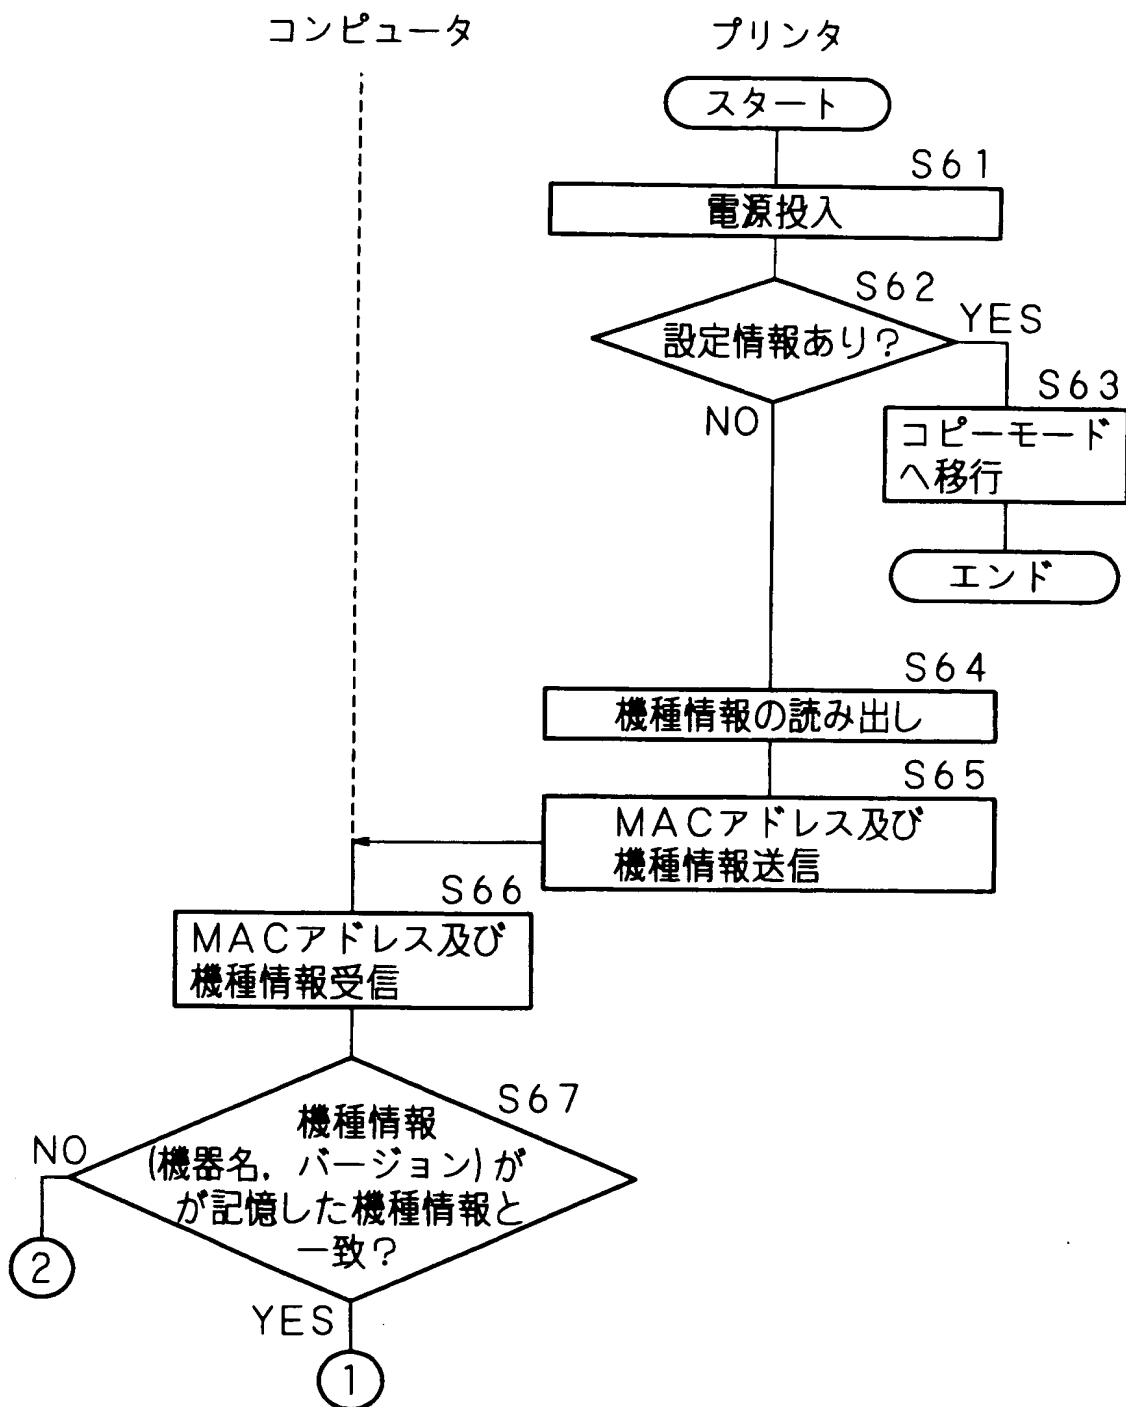 コンピュータ
プリンタ
スタート
S61
電源投入
S62
設定情報あり?
YES
NO
S63
コピーモード
へ移行
エンド
S64
機種情報の読み出し
S65
MACアドレス及び
機種情報送信
S66
MACアドレス及び
機種情報受信
S67
機種情報
(機器名, バージョン)が
が記憶した機種情報と
一致?
NO
2
YES
1